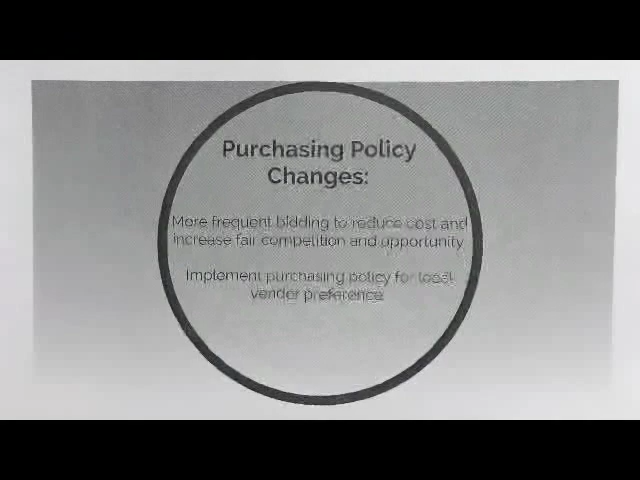 Purchasing Policy
Changes:
More frequent bidding to reduce cost and
increase fair competition and opportunity
Implement purchasing policy for local
vendor preference